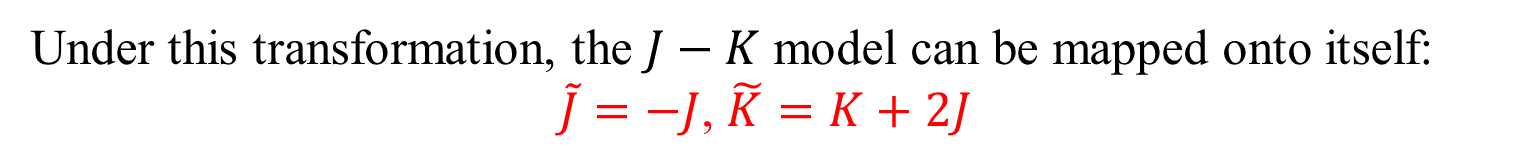 Under this transformation, the J − K model can be mapped onto itself:
J̃ = −J, K̃ = K + 2J